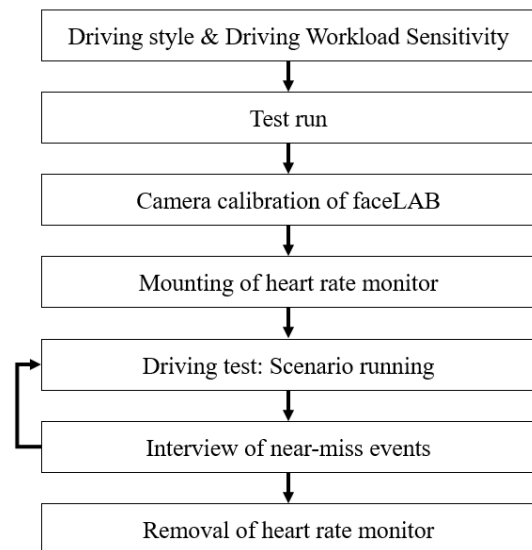 Driving style & Driving Workload Sensitivity
Test run
Camera calibration of faceLAB
Mounting of heart rate monitor
Driving test: Scenario running
Interview of near-miss events
Removal of heart rate monitor